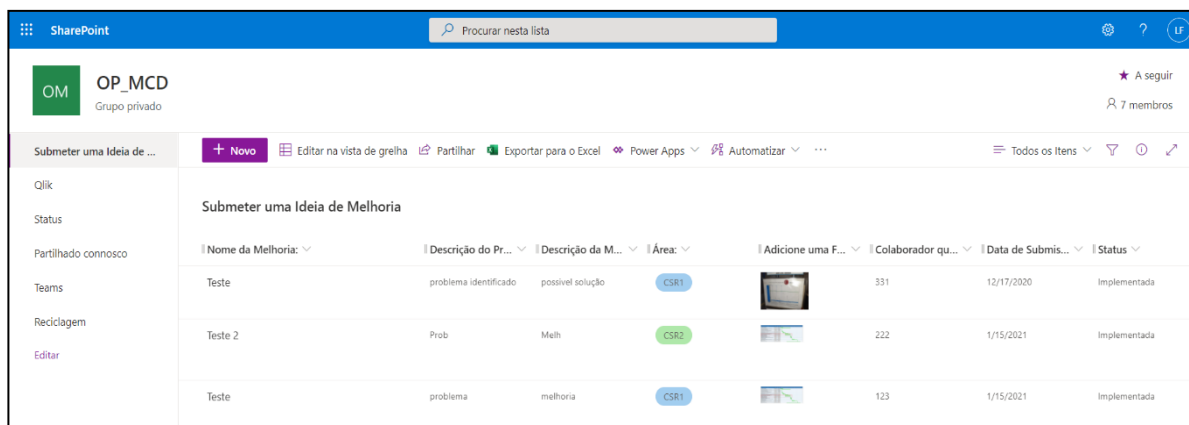 SharePoint
Procurar nesta lista
?
LF
OM
OP_MCD
Grupo privado
A seguir
7 membros
Submeter uma Ideia de ...
Qlik
Status
Partilhado connosco
Teams
Reciclagem
Editar
+ Novo Editar na vista de grelha Partilhar Exportar para o Excel Power Apps Automatizar ... Todos os Itens
Submeter uma Ideia de Melhoria
Nome da Melhoria: Descrição do Pr... Descrição da M... Área: Adicione uma F... Colaborador qu... Data de Submis... Status
Teste problema identificado possivel solução CSR1 331 12/17/2020 Implementada
Teste 2 Prob Melh CSR2 222 1/15/2021 Implementada
Teste problema melhoria CSR1 123 1/15/2021 Implementada